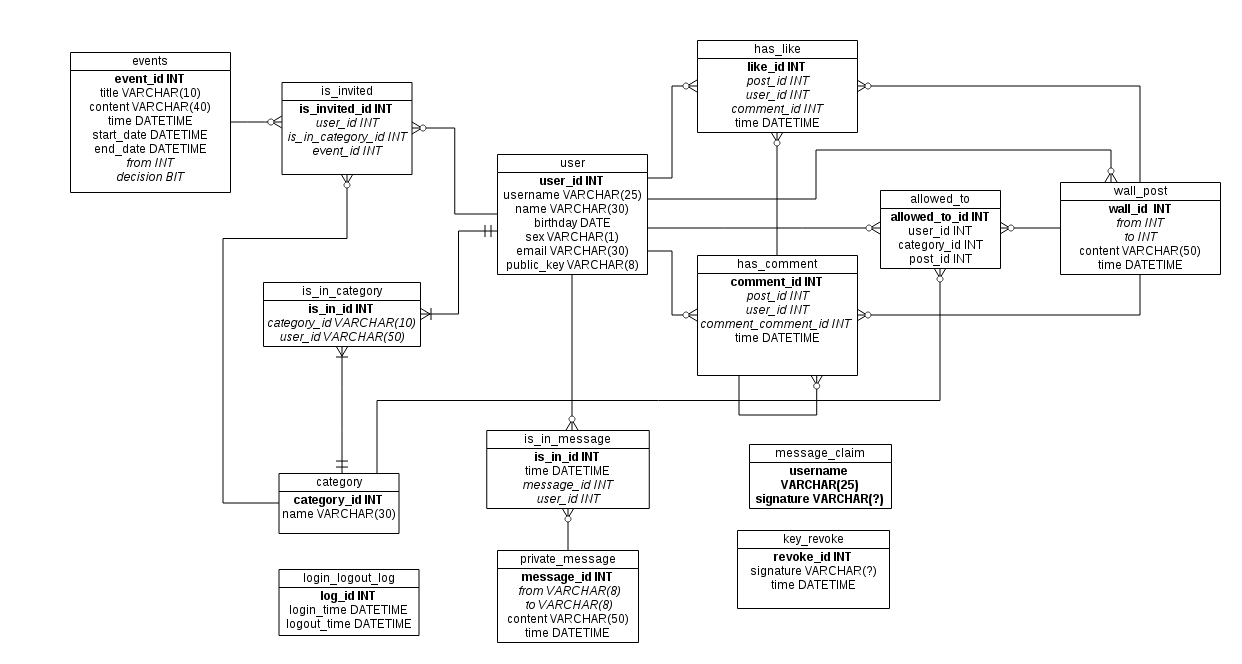 events
event_id INT
title VARCHAR(10)
content VARCHAR(40)
time DATETIME
start_date DATETIME
end_date DATETIME
from INT
decision BIT
is_invited
is_invited_id INT
user_id INT
is_in_category_id INT
event_id INT
user
user_id INT
username VARCHAR(25)
name VARCHAR(30)
birthday DATE
sex VARCHAR(1)
email VARCHAR(30)
public_key VARCHAR(8)
has_like
like_id INT
post_id INT
user_id INT
comment_id INT
time DATETIME
allowed_to
allowed_to_id INT
user_id INT
category_id INT
post_id INT
wall_post
wall_id INT
from INT
to INT
content VARCHAR(50)
time DATETIME
has_comment
comment_id INT
post_id INT
user_id INT
comment_comment_id INT
time DATETIME
is_in_category
is_in_id INT
category_id VARCHAR(10)
user_id VARCHAR(50)
category
category_id INT
name VARCHAR(30)
is_in_message
is_in_id INT
time DATETIME
message_id INT
user_id INT
message_claim
username
VARCHAR(25)
signature VARCHAR(?)
key_revoke
revoke_id INT
signature VARCHAR(?)
time DATETIME
login_logout_log
log_id INT
login_time DATETIME
logout_time DATETIME
private_message
message_id INT
from VARCHAR(8)
to VARCHAR(8)
content VARCHAR(50)
time DATETIME